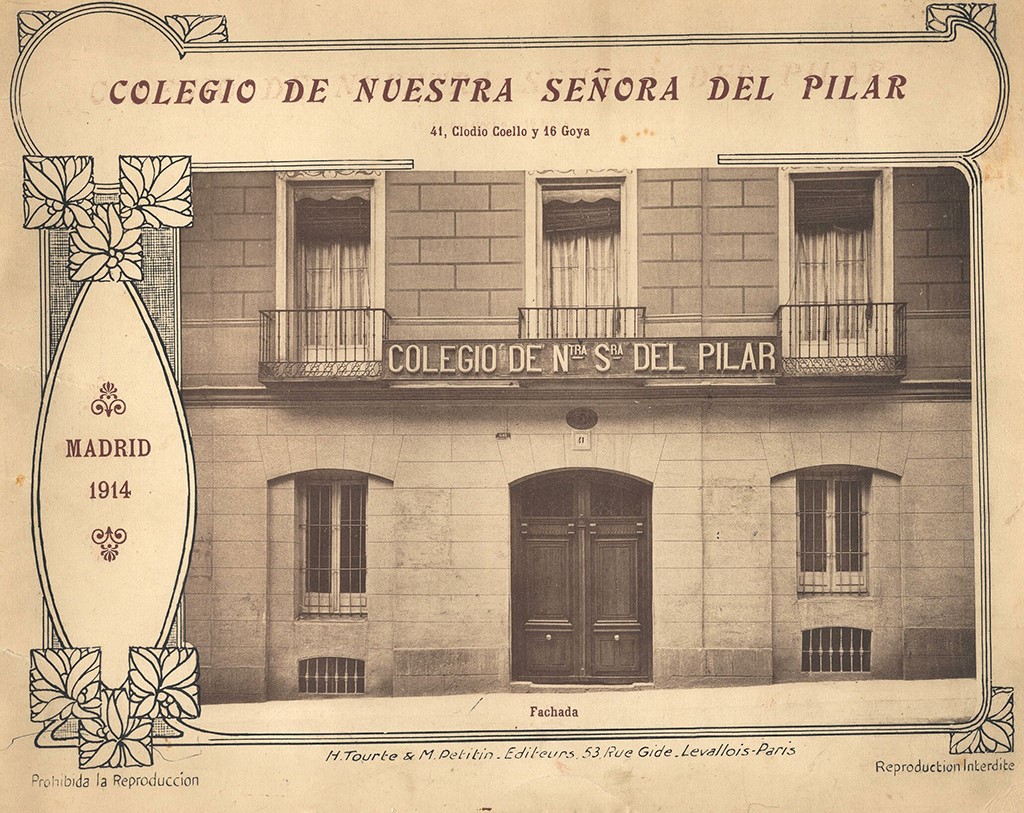 COLEGIO DE NUESTRA SEÑORA DEL PILAR
41, Clodio Coello y 16 Goya
COLEGIO DE NTRA SRA DEL PILAR
41
MADRID
1914
Fachada
H. Tourte & M. Petitin. Editeurs. 53, Rue Gide. Levallois-Paris
Prohibida la Reproduccion
Reproduction Interdite